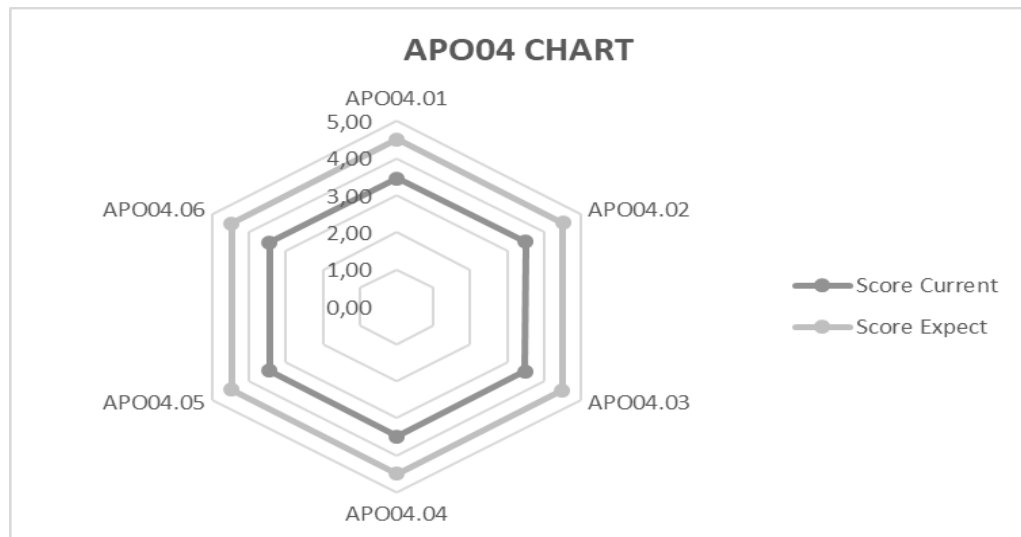 APO04 CHART
APO04.01
5,00
4,00
3,00
2,00
1,00
0,00
APO04.02
APO04.03
APO04.04
APO04.05
APO04.06
Score Current
Score Expect